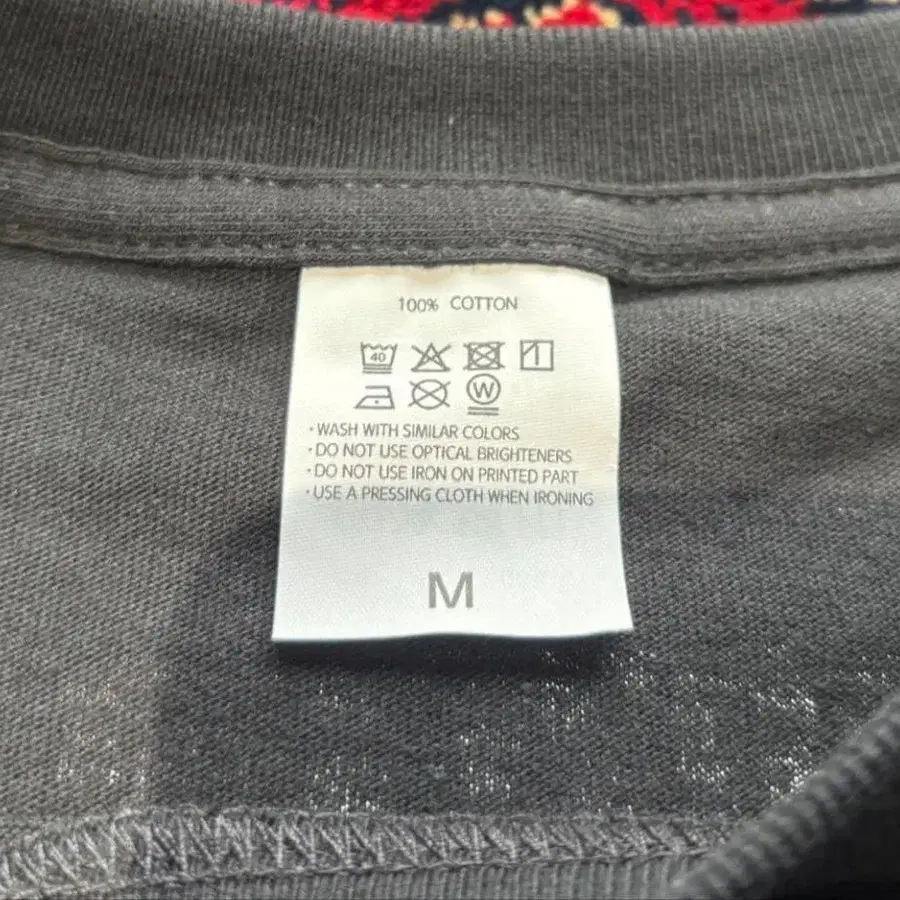 100% COTTON
40
W
· WASH WITH SIMILAR COLORS
· DO NOT USE OPTICAL BRIGHTENERS
· DO NOT USE IRON ON PRINTED PART
· USE A PRESSING CLOTH WHEN IRONING
M